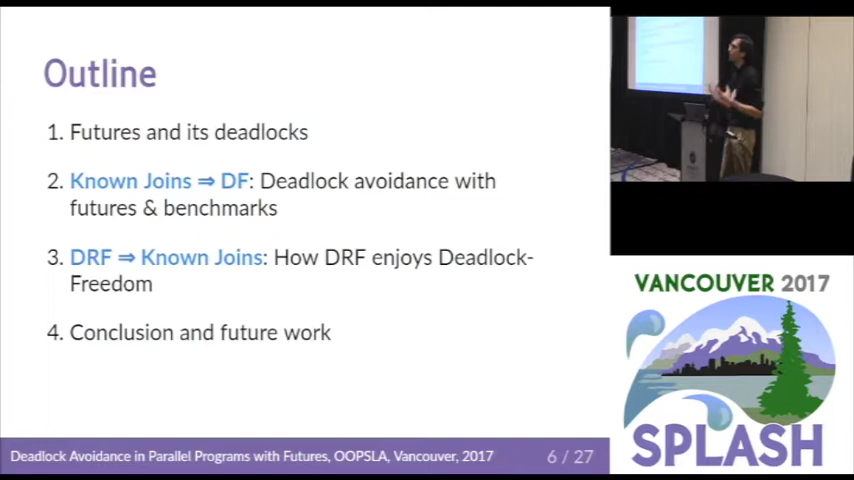 Outline
1. Futures and its deadlocks
2. Known Joins ⇒ DF: Deadlock avoidance with
futures & benchmarks
3. DRF ⇒ Known Joins: How DRF enjoys Deadlock-
Freedom
4. Conclusion and future work
Deadlock Avoidance in Parallel Programs with Futures, OOPSLA, Vancouver, 2017 6 / 27
VANCOUVER 2017
SPLASH